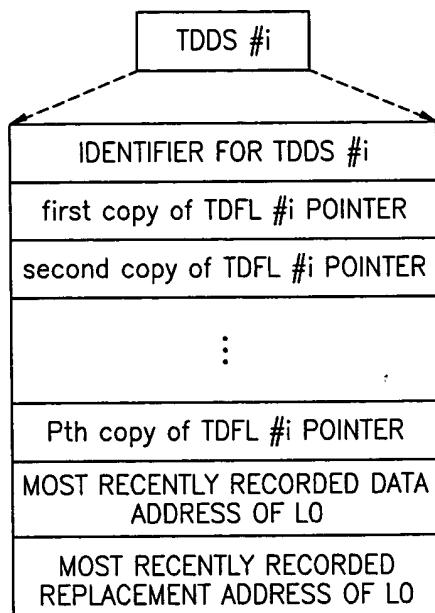 TDDS #i
IDENTIFIER FOR TDDS #i
first copy of TDFL #i POINTER
second copy of TDFL #i POINTER
⋮
Pth copy of TDFL #i POINTER
MOST RECENTLY RECORDED DATA
ADDRESS OF L0
MOST RECENTLY RECORDED
REPLACEMENT ADDRESS OF L0